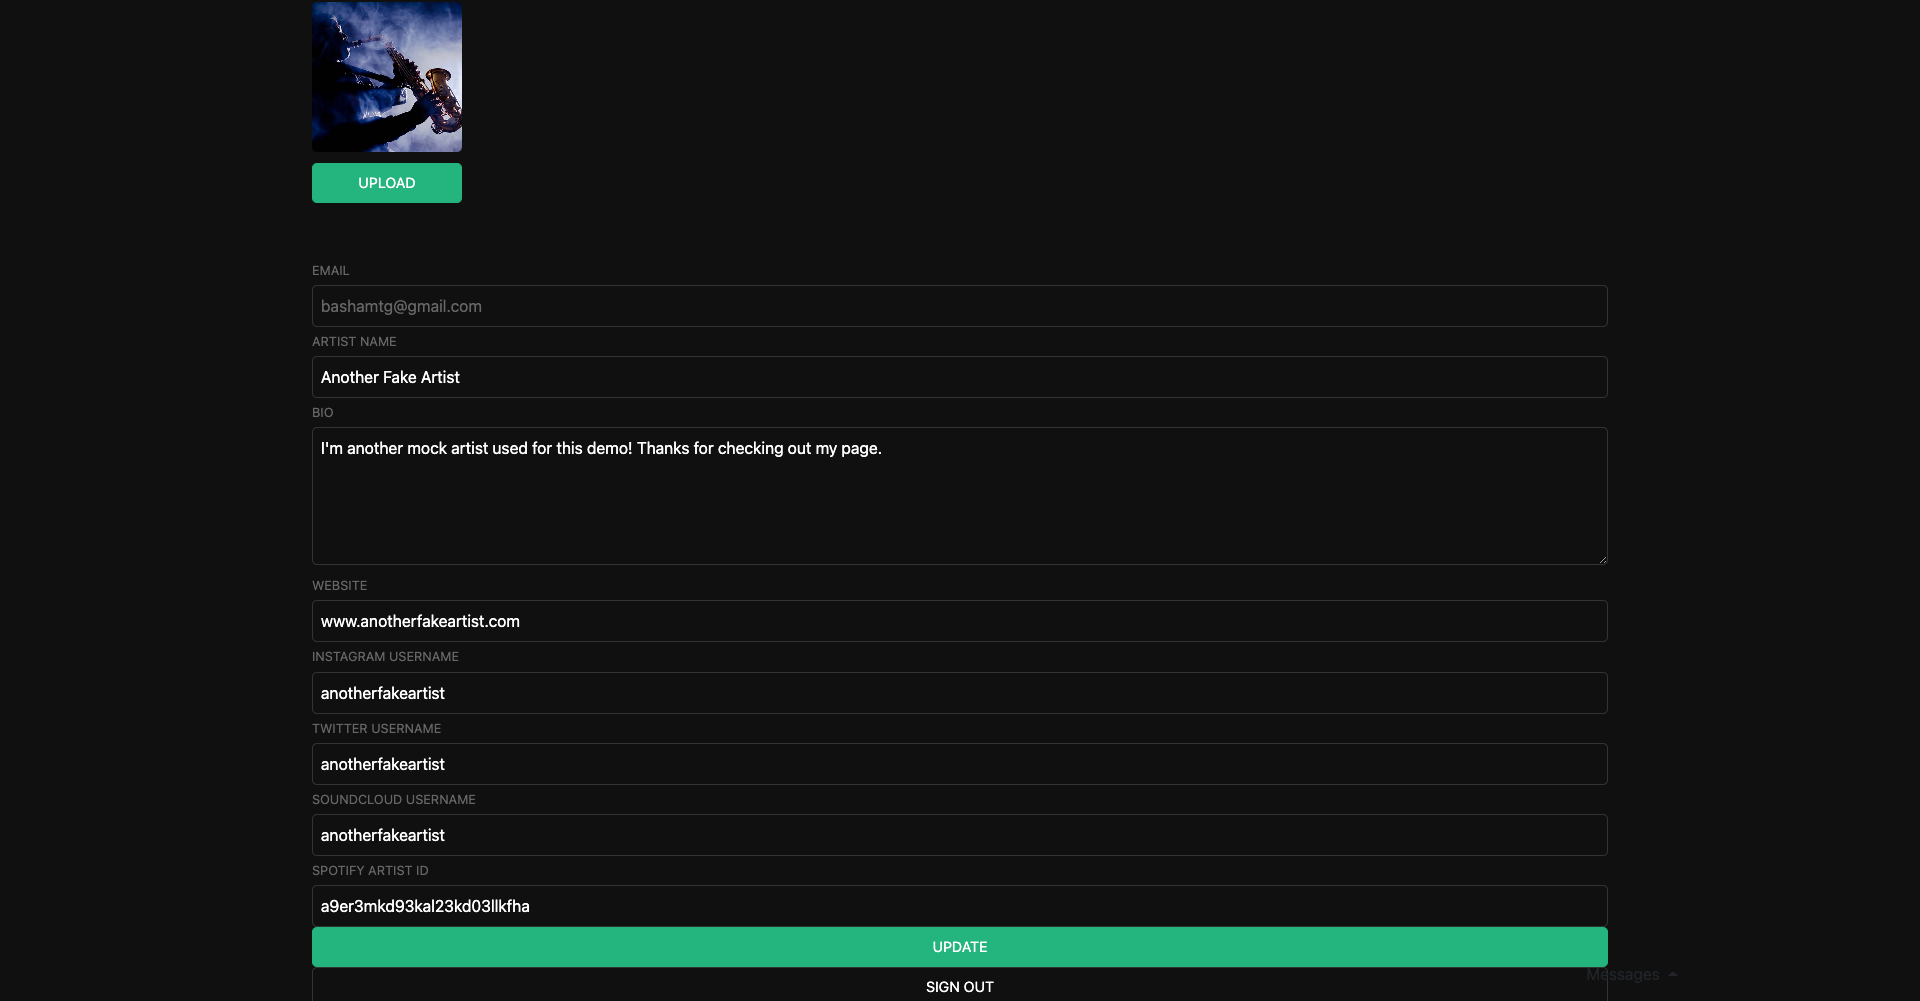 UPLOAD
EMAIL
bashamtg@gmail.com
ARTIST NAME
Another Fake Artist
BIO
I'm another mock artist used for this demo! Thanks for checking out my page.
WEBSITE
www.anotherfakeartist.com
INSTAGRAM USERNAME
anotherfakeartist
TWITTER USERNAME
anotherfakeartist
SOUNDCLOUD USERNAME
anotherfakeartist
SPOTIFY ARTIST ID
a9er3mkd93kal23kd03llkfha
UPDATE
Messages
SIGN OUT